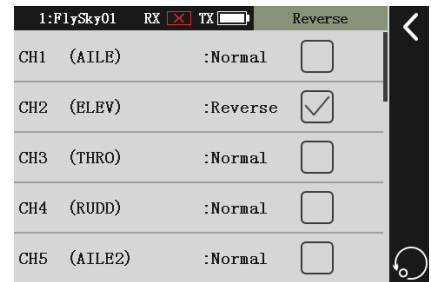 1:FlySky01 RX TX Reverse
CH1 (AILE) :Normal
CH2 (ELEV) :Reverse
CH3 (THRO) :Normal
CH4 (RUDD) :Normal
CH5 (AILE2) :Normal